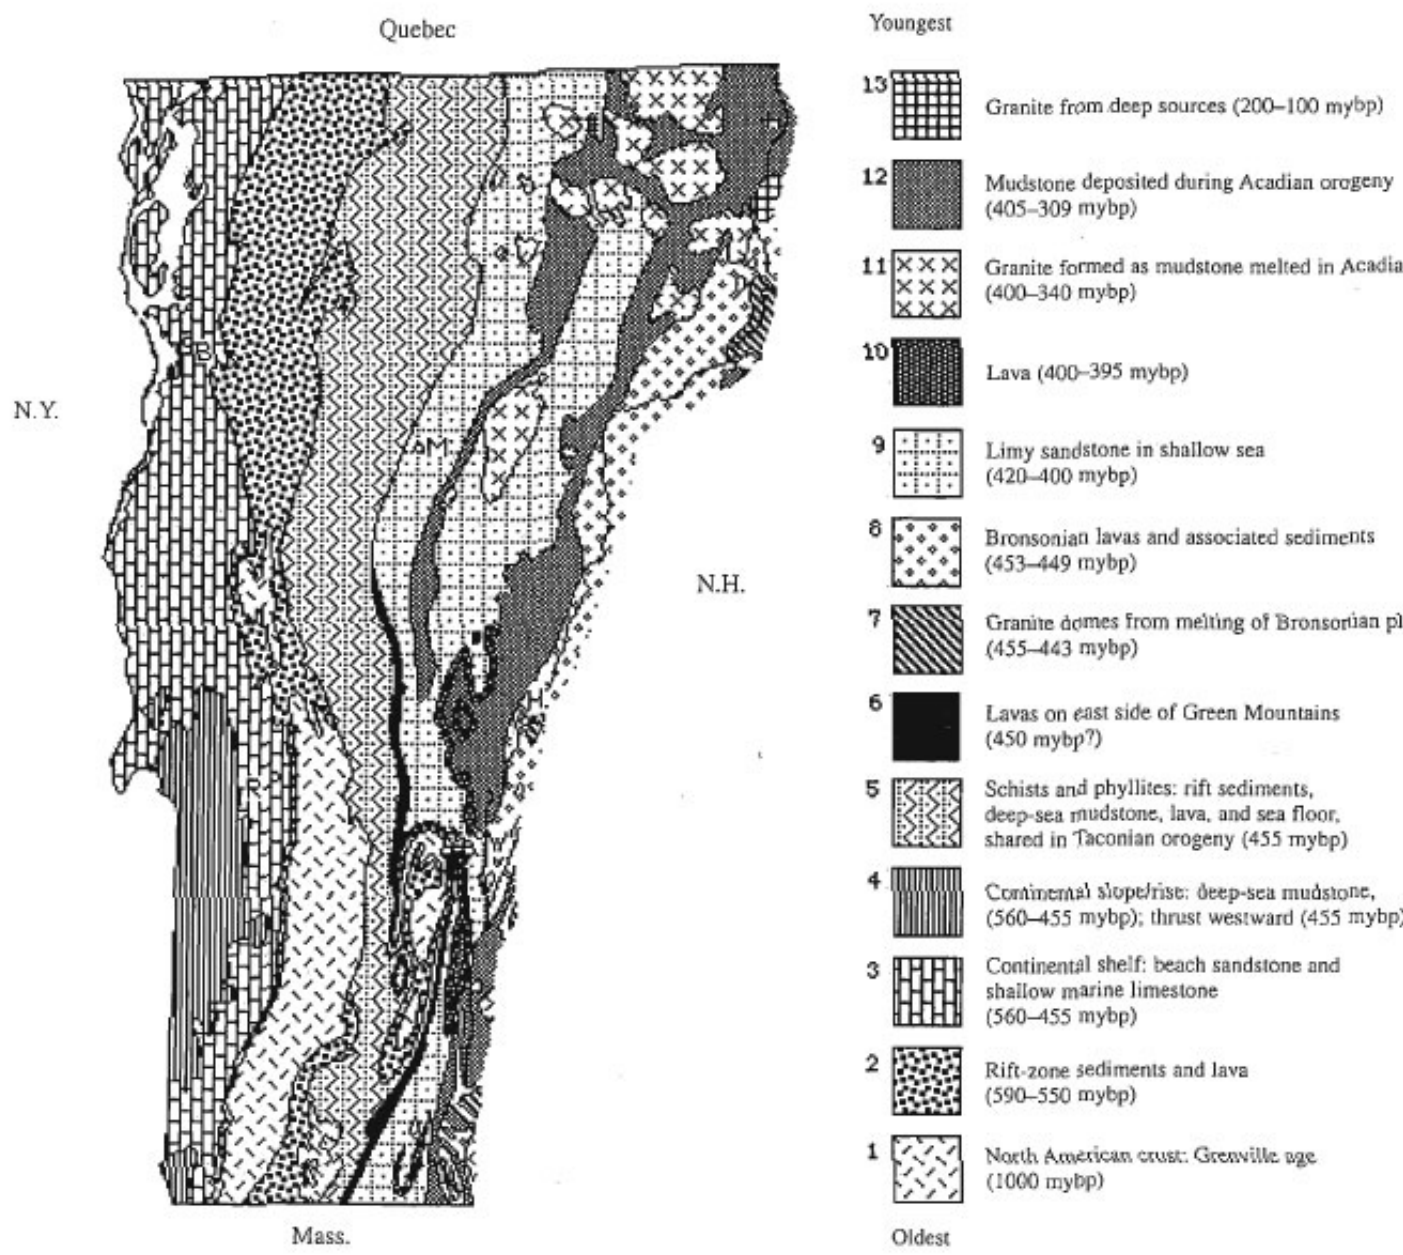 Quebec
N.Y.
B
M
R
N.H.
Mass.
Youngest
13
Granite from deep sources (200–100 mybp)
12
Mudstone deposited during Acadian orogeny
(405–309 mybp)
11
Granite formed as mudstone melted in Acadia
(400–340 mybp)
10
Lava (400–395 mybp)
9
Limy sandstone in shallow sea
(420–400 mybp)
8
Bronsonian lavas and associated sediments
(453–449 mybp)
7
Granite domes from melting of Bronsonian pl
(455–443 mybp)
6
Lavas on east side of Green Mountains
(450 mybp?)
5
Schists and phyllites: rift sediments,
deep-sea mudstone, lava, and sea floor,
shared in Taconian orogeny (455 mybp)
4
Continental slope/rise: deep-sea mudstone,
(560–455 mybp); thrust westward (455 mybp)
3
Continental shelf: beach sandstone and
shallow marine limestone
(560–455 mybp)
2
Rift-zone sediments and lava
(590–550 mybp)
1
North American crust: Grenville age
(1000 mybp)
Oldest